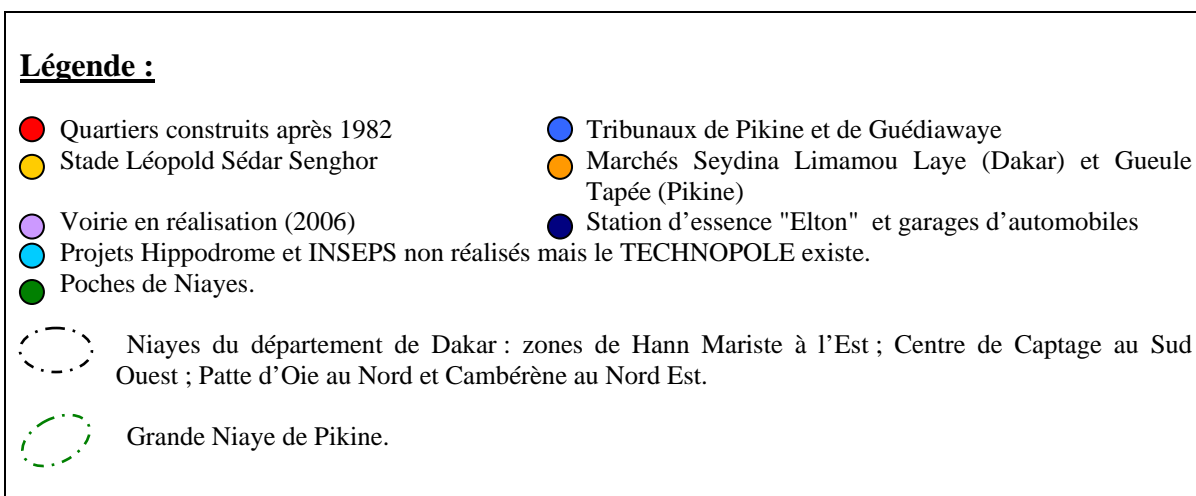 Légende :
Quartiers construits après 1982
Tribunaux de Pikine et de Guédiawaye
Stade Léopold Sédar Senghor
Marchés Seydina Limamou Laye (Dakar) et Gueule
Tapée (Pikine)
Voirie en réalisation (2006)
Station d’essence "Elton" et garages d’automobiles
Projets Hippodrome et INSEPS non réalisés mais le TECHNOPOLE existe.
Poches de Niayes.
Niayes du département de Dakar : zones de Hann Mariste à l’Est ; Centre de Captage au Sud
Ouest ; Patte d’Oie au Nord et Cambérène au Nord Est.
Grande Niaye de Pikine.